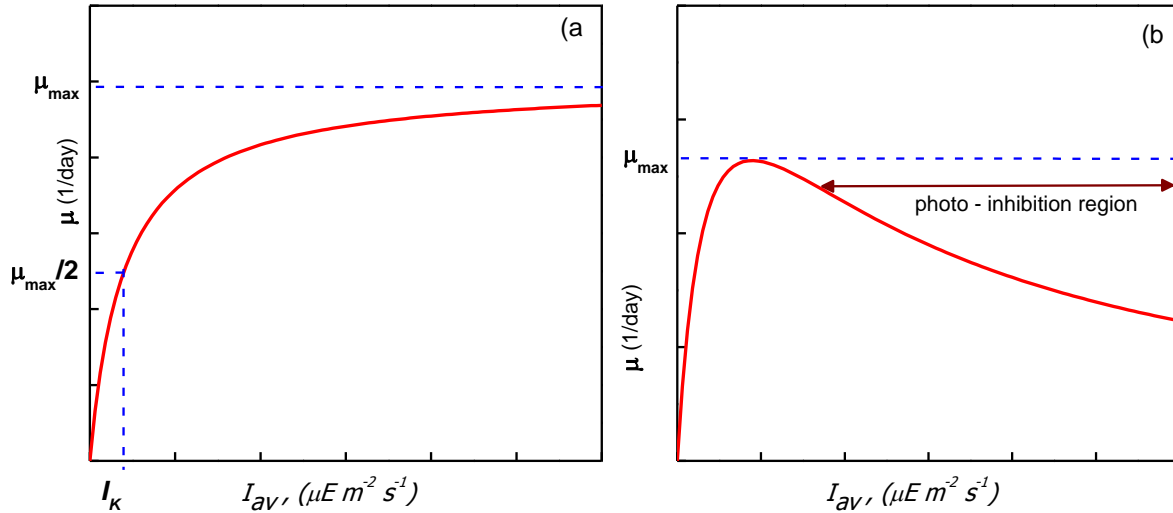 (a
μmax
μ (1/day)
μmax/2
IK
Iav, (μE m-2 s-1)
(b
μmax
photo - inhibition region
μ (1/day)
Iav, (μE m-2 s-1)